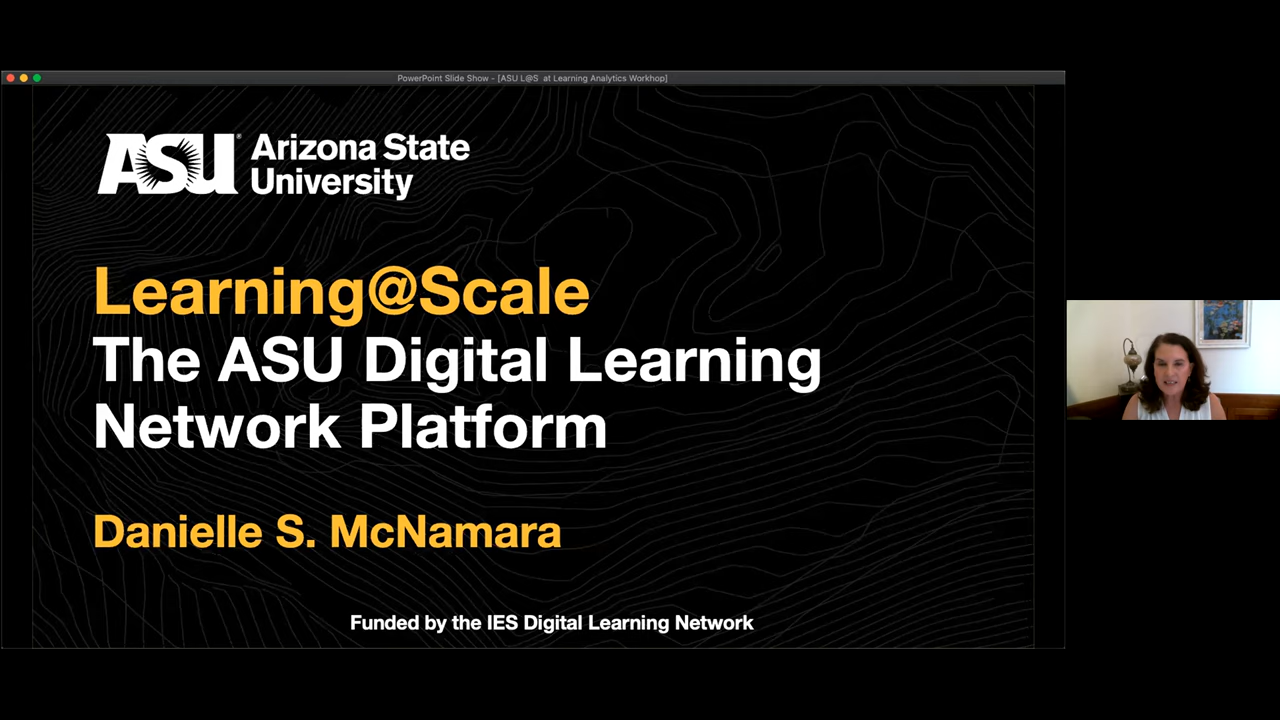 PowerPoint Slide Show - [ASU L@S at Learning Analytics Workhop]
ASU® Arizona State
University
Learning@Scale
The ASU Digital Learning
Network Platform
Danielle S. McNamara
Funded by the IES Digital Learning Network